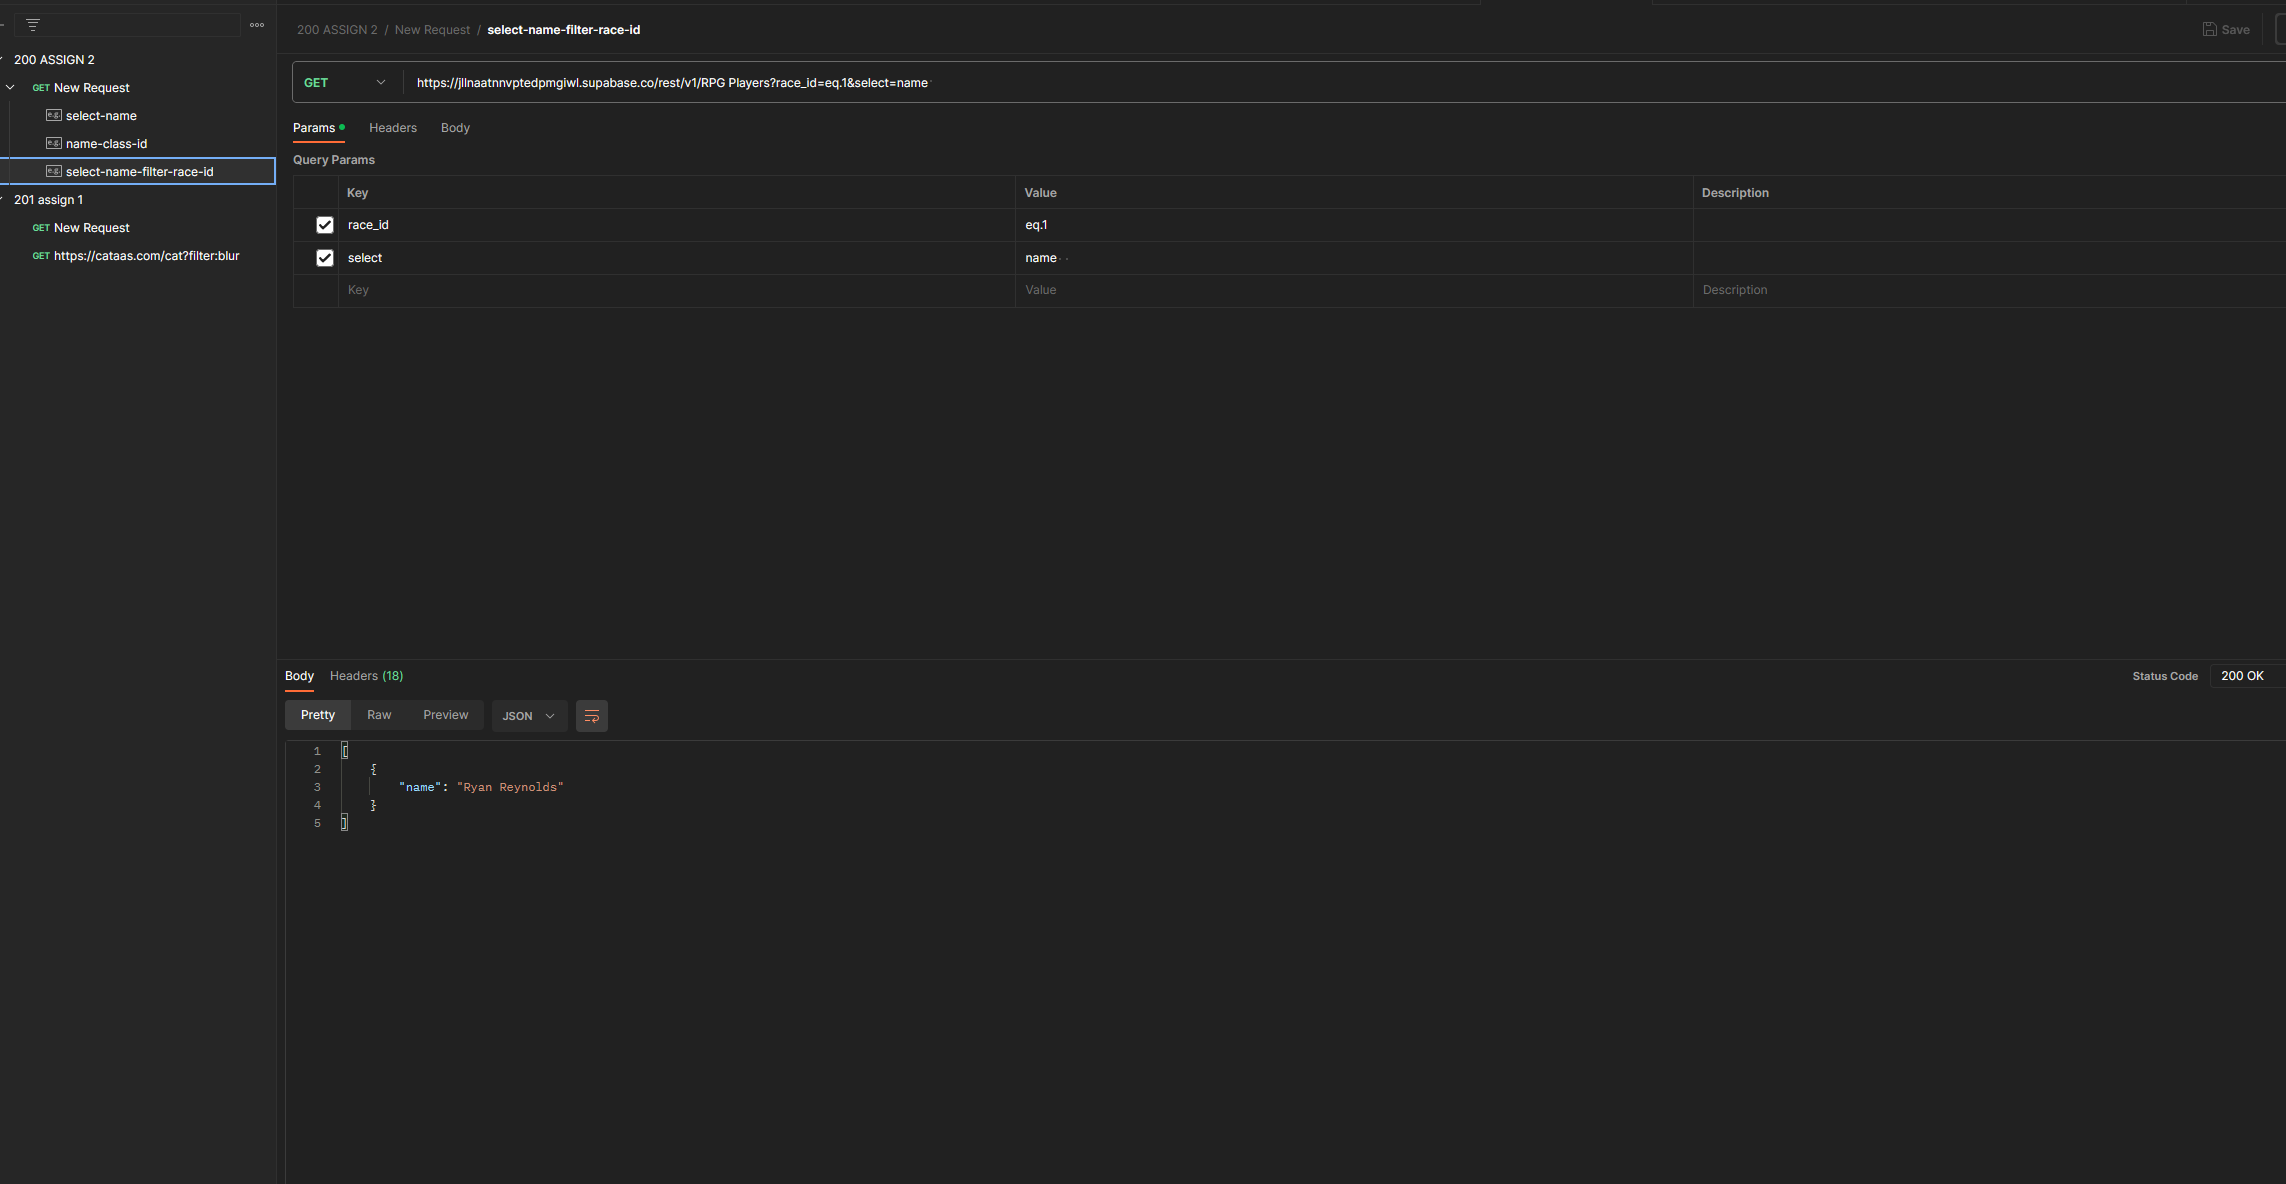 200 ASSIGN 2
GET New Request
e.g. select-name
e.g. name-class-id
e.g. select-name-filter-race-id
201 assign 1
GET New Request
GET https://cataas.com/cat?filter:blur
200 ASSIGN 2 / New Request / select-name-filter-race-id
Save
GET https://jllnaatnnvptedpmgiwl.supabase.co/rest/v1/RPG Players?race_id=eq.1&select=name
Params Headers Body
Query Params
Key Value Description
race_id eq.1
select name
Key Value Description
Body Headers (18)
Status Code 200 OK
Pretty Raw Preview JSON
1 [
2 {
3 "name": "Ryan Reynolds"
4 }
5 ]